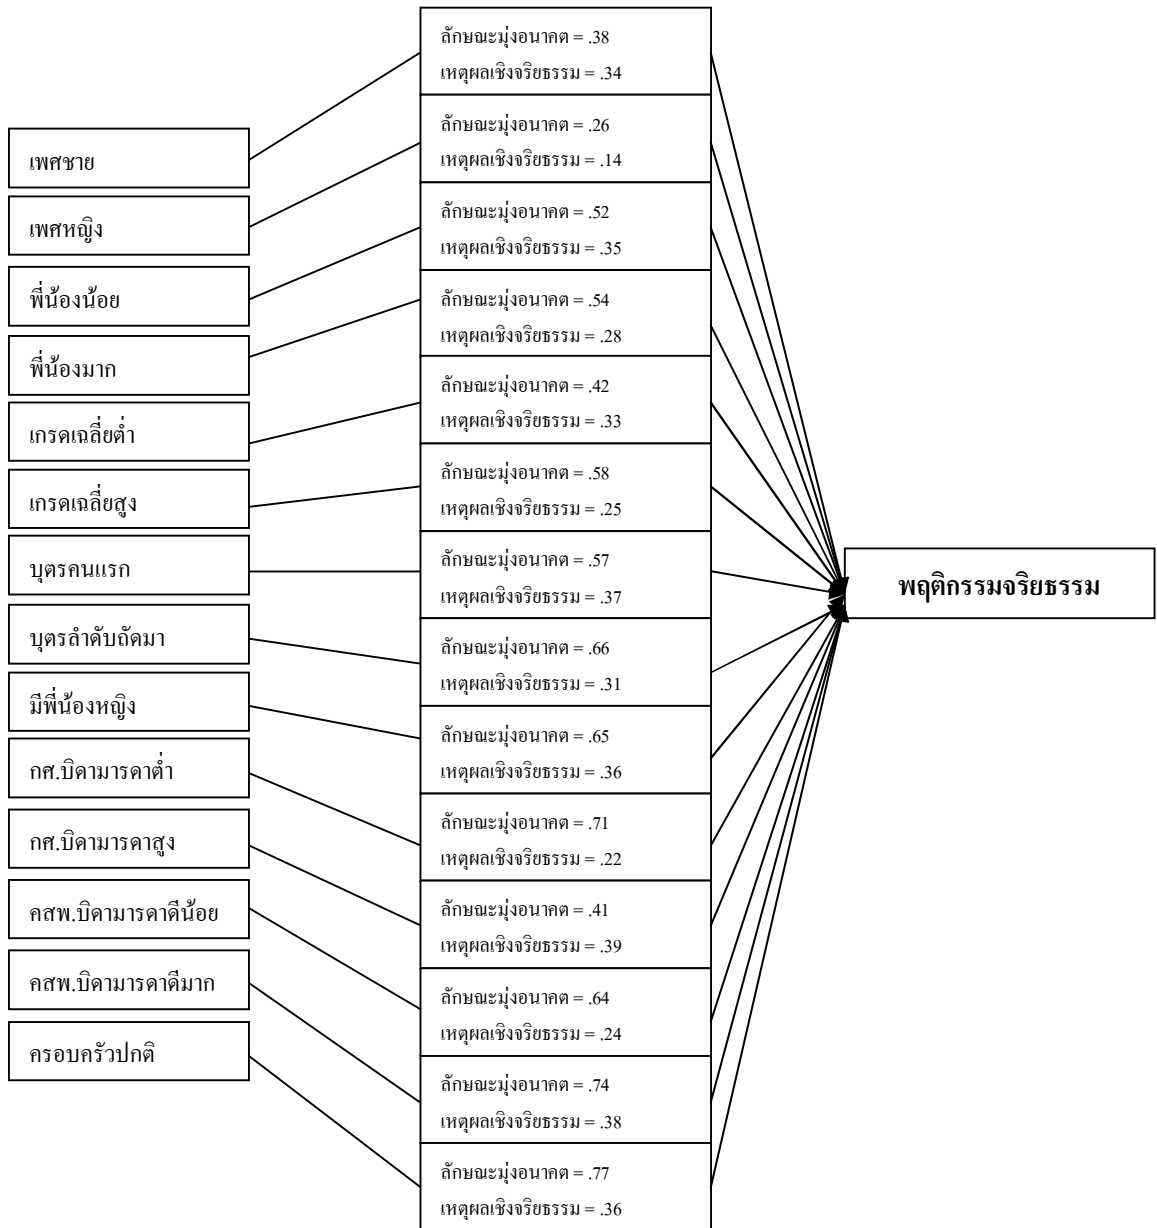 เพศชาย
เพศหญิง
พี่น้องน้อย
พี่น้องมาก
เกรดเฉลี่ยต่ำ
เกรดเฉลี่ยสูง
บุตรคนแรก
บุตรลำดับถัดมา
มีพี่น้องหญิง
กศ.บิดามารดาต่ำ
กศ.บิดามารดาสูง
คสพ.บิดามารดาดีน้อย
คสพ.บิดามารดาดีมาก
ครอบครัวปกติ
ลักษณะมุ่งอนาคต = .38
เหตุผลเชิงจริยธรรม = .34
ลักษณะมุ่งอนาคต = .26
เหตุผลเชิงจริยธรรม = .14
ลักษณะมุ่งอนาคต = .52
เหตุผลเชิงจริยธรรม = .35
ลักษณะมุ่งอนาคต = .54
เหตุผลเชิงจริยธรรม = .28
ลักษณะมุ่งอนาคต = .42
เหตุผลเชิงจริยธรรม = .33
ลักษณะมุ่งอนาคต = .58
เหตุผลเชิงจริยธรรม = .25
ลักษณะมุ่งอนาคต = .57
เหตุผลเชิงจริยธรรม = .37
ลักษณะมุ่งอนาคต = .66
เหตุผลเชิงจริยธรรม = .31
ลักษณะมุ่งอนาคต = .65
เหตุผลเชิงจริยธรรม = .36
ลักษณะมุ่งอนาคต = .71
เหตุผลเชิงจริยธรรม = .22
ลักษณะมุ่งอนาคต = .41
เหตุผลเชิงจริยธรรม = .39
ลักษณะมุ่งอนาคต = .64
เหตุผลเชิงจริยธรรม = .24
ลักษณะมุ่งอนาคต = .74
เหตุผลเชิงจริยธรรม = .38
ลักษณะมุ่งอนาคต = .77
เหตุผลเชิงจริยธรรม = .36
พฤติกรรมจริยธรรม